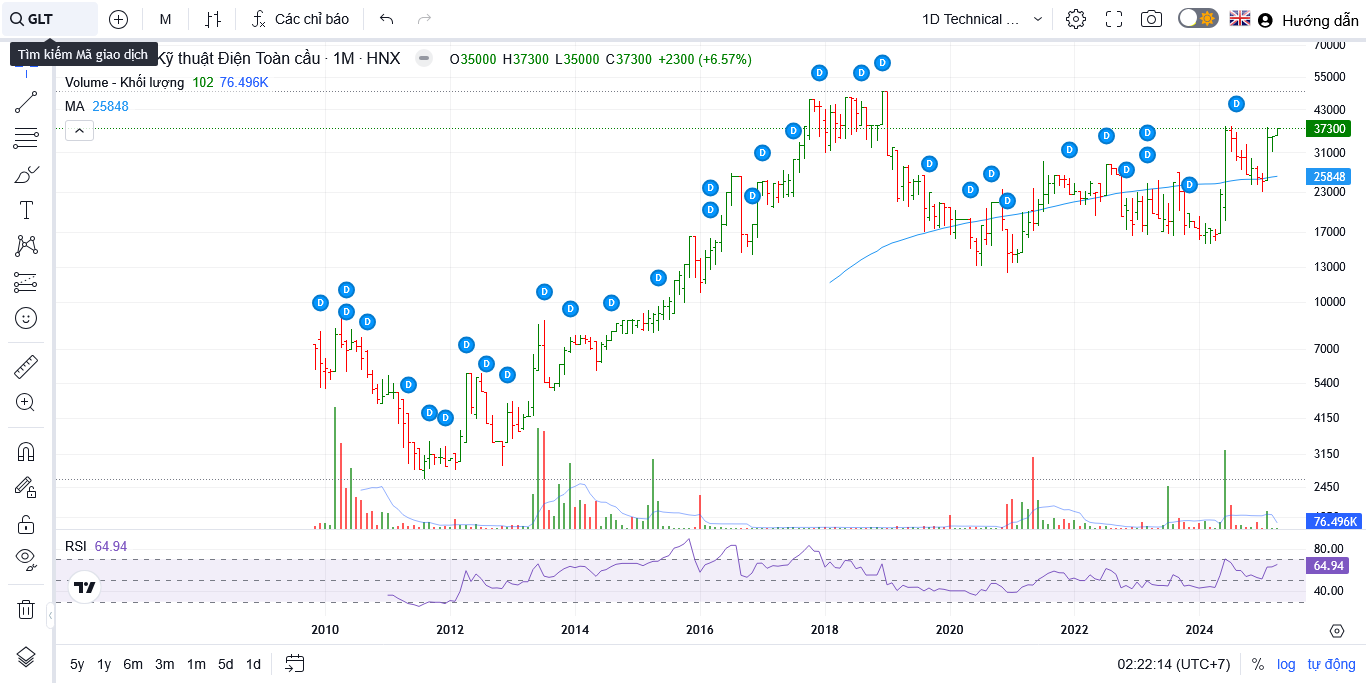 GLT
M
Các chỉ báo
1D Technical ...
Hướng dẫn
Tìm kiếm Mã giao dịch
Kỹ thuật Điện Toàn cầu · 1M · HNX
O35000 H37300 L35000 C37300 +2300 (+6.57%)
Volume - Khối lượng 102 76.496K
MA 25848
70000
55000
43000
37300
31000
25848
23000
17000
13000
10000
7000
5400
4150
3150
2450
76.496K
D D D D D D D D D D D D D D D D D D D D D D D D D D D D D D D D D D
RSI 64.94
80.00
64.94
40.00
2010 2012 2014 2016 2018 2020 2022 2024
5y 1y 6m 3m 1m 5d 1d
02:22:14 (UTC+7) % log tự động